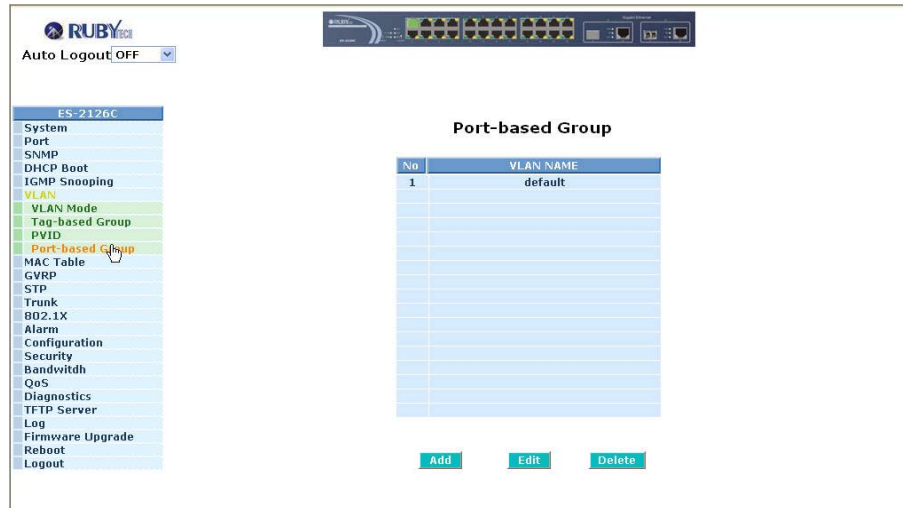 RUBYTECH
Auto Logout OFF
ES-2126C
System
Port
SNMP
DHCP Boot
IGMP Snooping
VLAN
VLAN Mode
Tag-based Group
PVID
Port-based Group
MAC Table
GVRP
STP
Trunk
802.1X
Alarm
Configuration
Security
Bandwitdh
QoS
Diagnostics
TFTP Server
Log
Firmware Upgrade
Reboot
Logout
Port-based Group
No VLAN NAME
1 default
Add Edit Delete